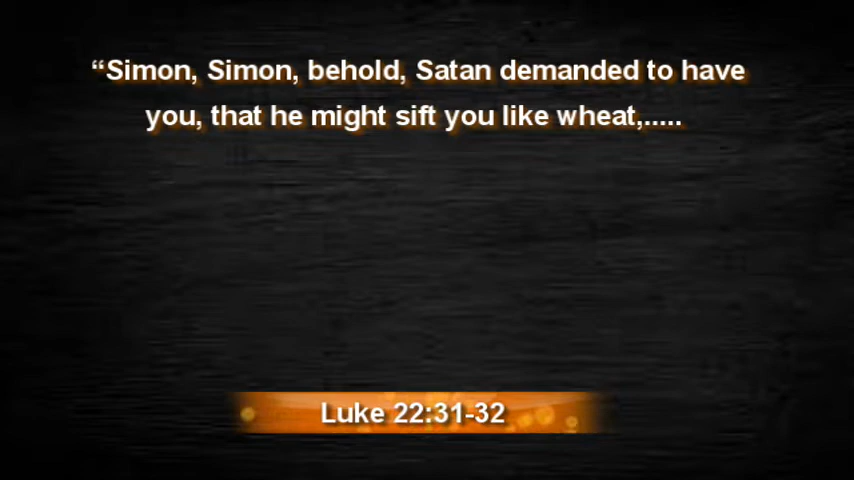 “Simon, Simon, behold, Satan demanded to have
you, that he might sift you like wheat,.....
Luke 22:31-32